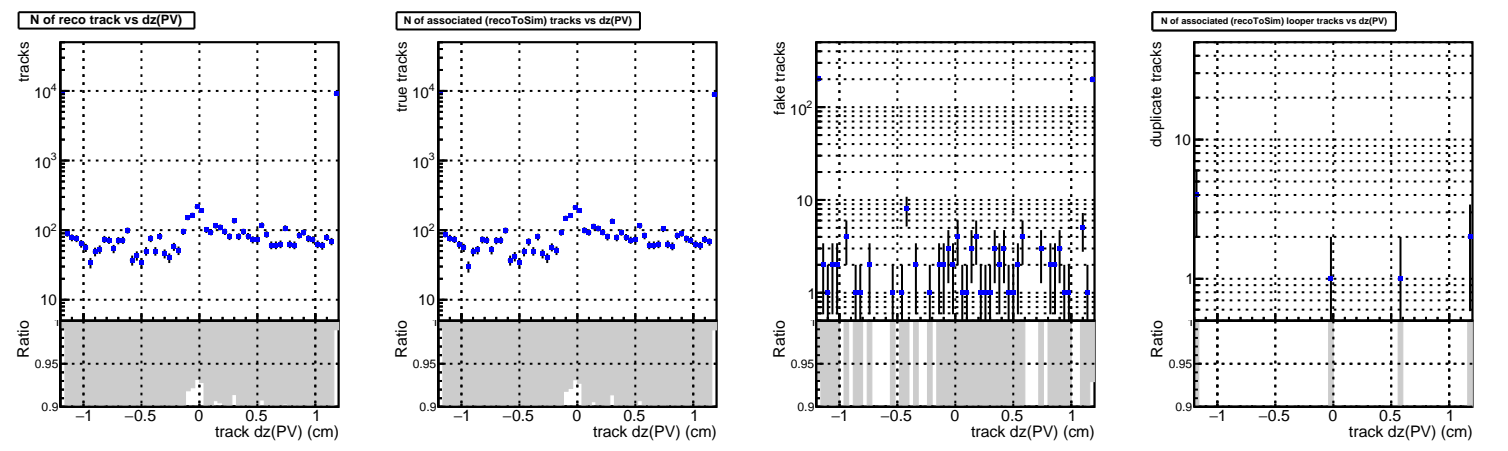 N of reco track vs dz(PV)
tracks
10^4
10^3
10^2
10
Ratio
1
0.95
0.9
−1 −0.5 0 0.5 1
track dz(PV) (cm)
N of associated (recoToSim) tracks vs dz(PV)
true tracks
10^4
10^3
10^2
10
Ratio
1
0.95
0.9
−1 −0.5 0 0.5 1
track dz(PV) (cm)
fake tracks
10^2
10
1
Ratio
1
0.95
0.9
−1 −0.5 0 0.5 1
track dz(PV) (cm)
N of associated (recoToSim) looper tracks vs dz(PV)
duplicate tracks
10
1
Ratio
1
0.95
0.9
−1 −0.5 0 0.5 1
track dz(PV) (cm)